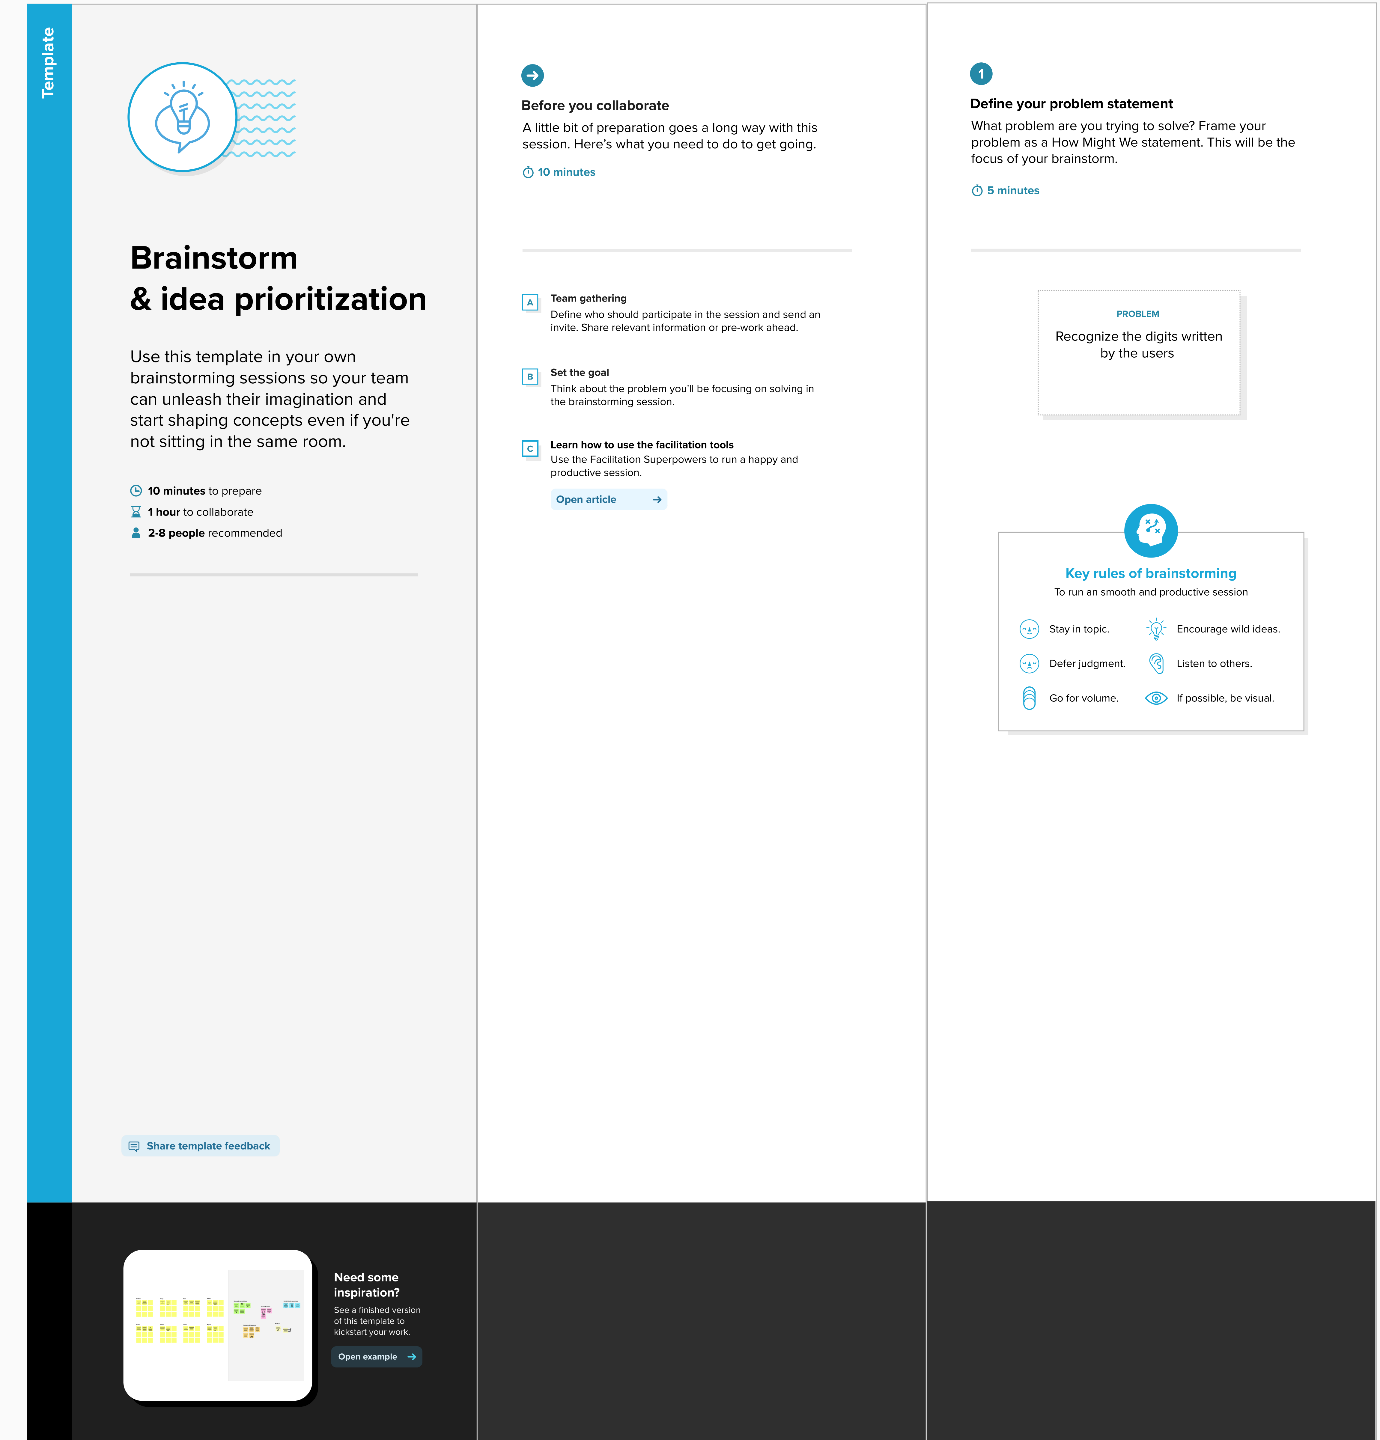 Template
Brainstorm
& idea prioritization
Use this template in your own
brainstorming sessions so your team
can unleash their imagination and
start shaping concepts even if you're
not sitting in the same room.
10 minutes to prepare
1 hour to collaborate
2-8 people recommended
Share template feedback
Need some
inspiration?
See a finished version
of this template to
kickstart your work.
Open example
Before you collaborate
A little bit of preparation goes a long way with this
session. Here's what you need to do to get going.
10 minutes
A
Team gathering
Define who should participate in the session and send an
invite. Share relevant information or pre-work ahead.
B
Set the goal
Think about the problem you'll be focusing on solving in
the brainstorming session.
C
Learn how to use the facilitation tools
Use the Facilitation Superpowers to run a happy and
productive session.
Open article
1
Define your problem statement
What problem are you trying to solve? Frame your
problem as a How Might We statement. This will be the
focus of your brainstorm.
5 minutes
PROBLEM
Recognize the digits written
by the users
Key rules of brainstorming
To run an smooth and productive session
Stay in topic.
Encourage wild ideas.
Defer judgment.
Listen to others.
Go for volume.
If possible, be visual.